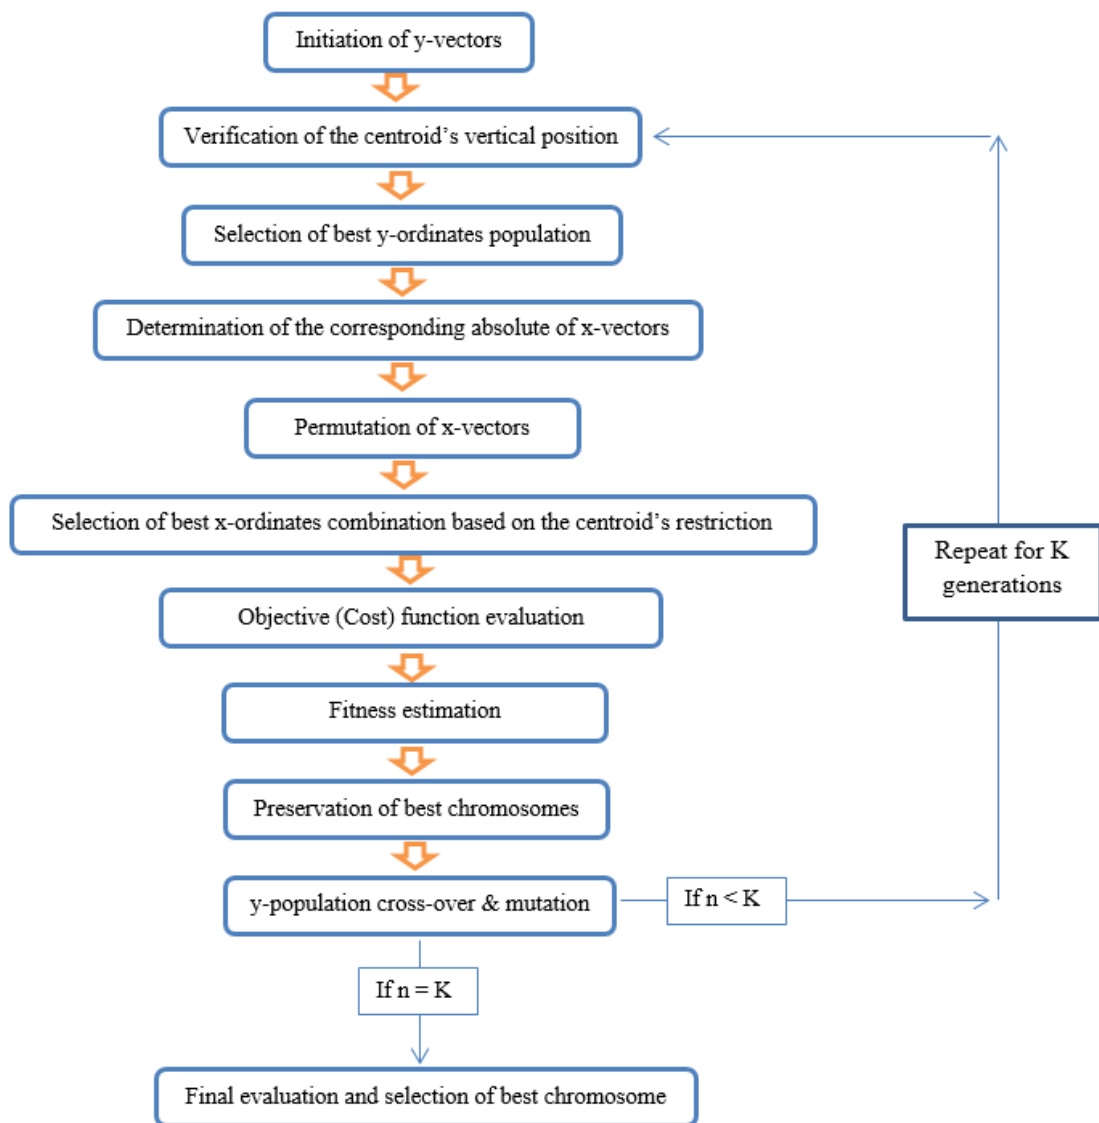 Initiation of y-vectors
Verification of the centroid’s vertical position
Selection of best y-ordinates population
Determination of the corresponding absolute of x-vectors
Permutation of x-vectors
Selection of best x-ordinates combination based on the centroid’s restriction
Repeat for K
generations
Objective (Cost) function evaluation
Fitness estimation
Preservation of best chromosomes
y-population cross-over & mutation
If n < K
If n = K
Final evaluation and selection of best chromosome